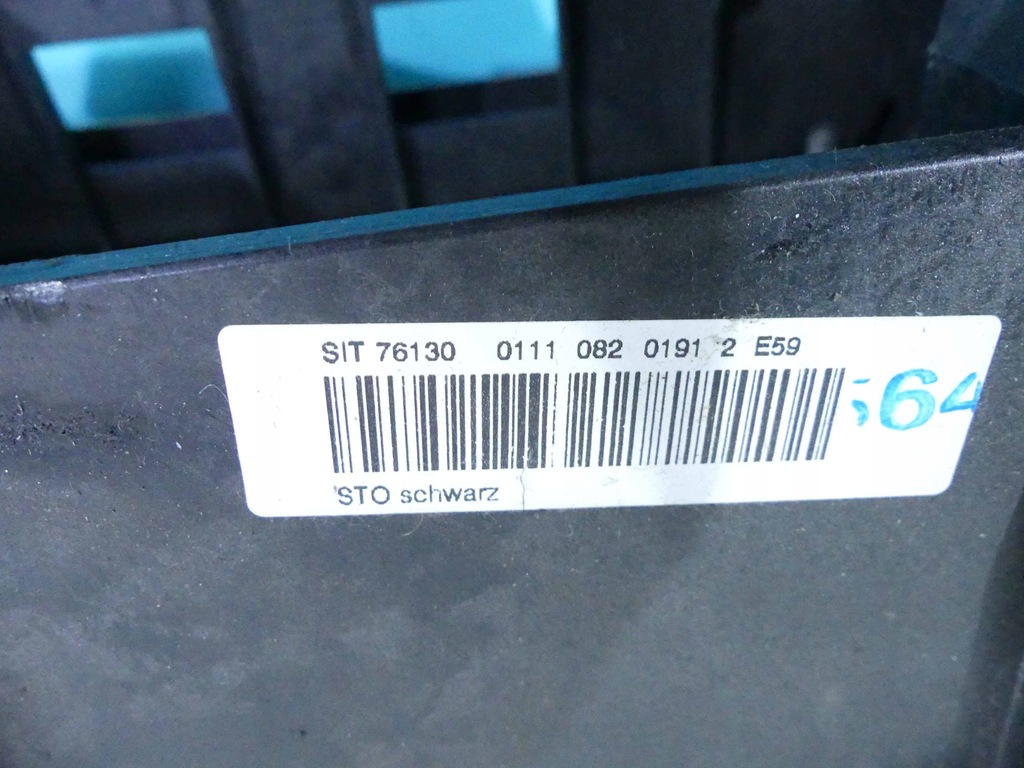 SIT 76130 0111 082 0191 2 E59
64
'STO schwarz